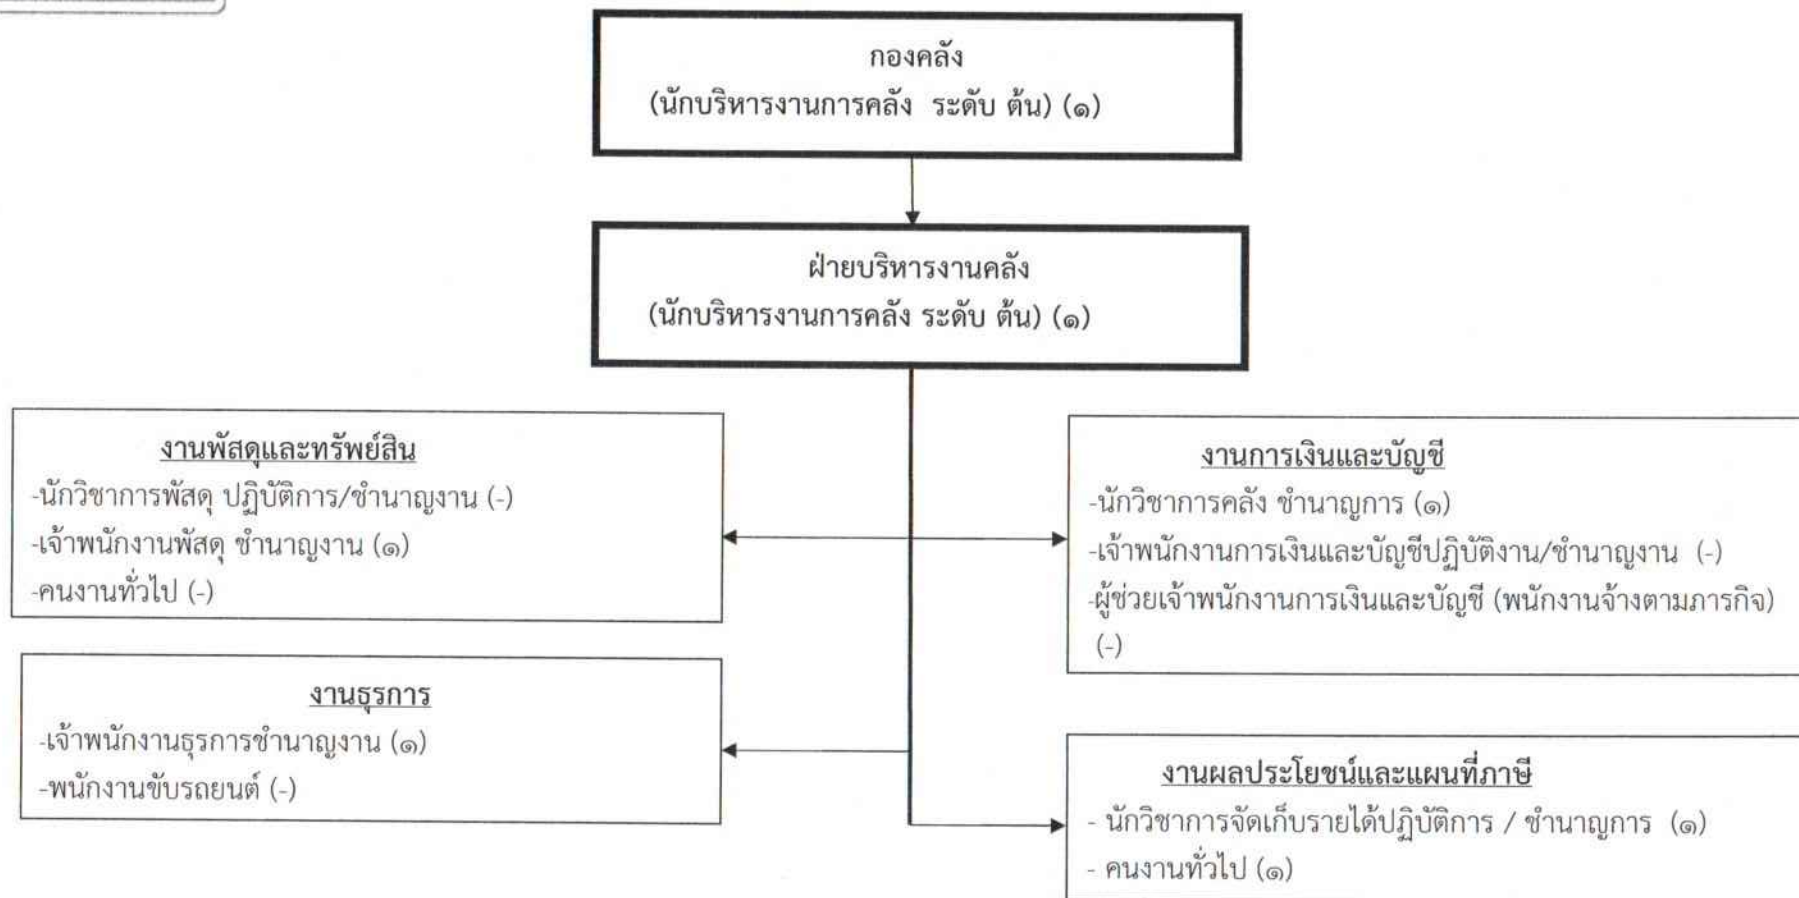 กองคลัง
(นักบริหารงานการคลัง ระดับ ต้น) (๑)
ฝ่ายบริหารงานคลัง
(นักบริหารงานการคลัง ระดับ ต้น) (๑)
งานพัสดุและทรัพย์สิน
-นักวิชาการพัสดุ ปฏิบัติการ/ชำนาญงาน (-)
-เจ้าพนักงานพัสดุ ชำนาญงาน (๑)
-คนงานทั่วไป (-)
งานการเงินและบัญชี
-นักวิชาการคลัง ชำนาญการ (๑)
-เจ้าพนักงานการเงินและบัญชีปฏิบัติงาน/ชำนาญงาน (-)
-ผู้ช่วยเจ้าพนักงานการเงินและบัญชี (พนักงานจ้างตามภารกิจ)
(-)
งานธุรการ
-เจ้าพนักงานธุรการชำนาญงาน (๑)
-พนักงานขับรถยนต์ (-)
งานผลประโยชน์และแผนที่ภาษี
- นักวิชาการจัดเก็บรายได้ปฏิบัติการ / ชำนาญการ (๑)
- คนงานทั่วไป (๑)